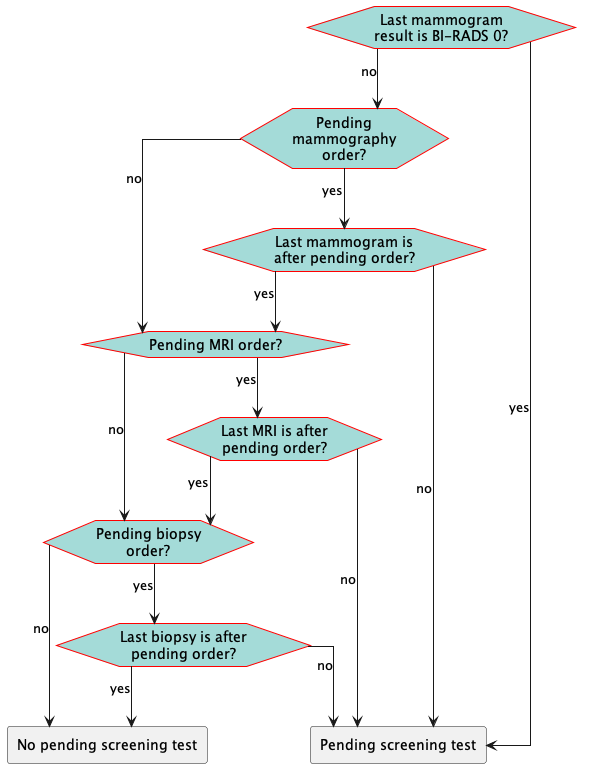 Last mammogram
result is BI-RADS 0?
no
Pending
mammography
order?
no
yes
Last mammogram is
after pending order?
yes
Pending MRI order?
yes
yes
Last MRI is after
pending order?
no
yes
no
Pending biopsy
order?
no
yes
no
Last biopsy is after
pending order?
no
yes
No pending screening test
Pending screening test